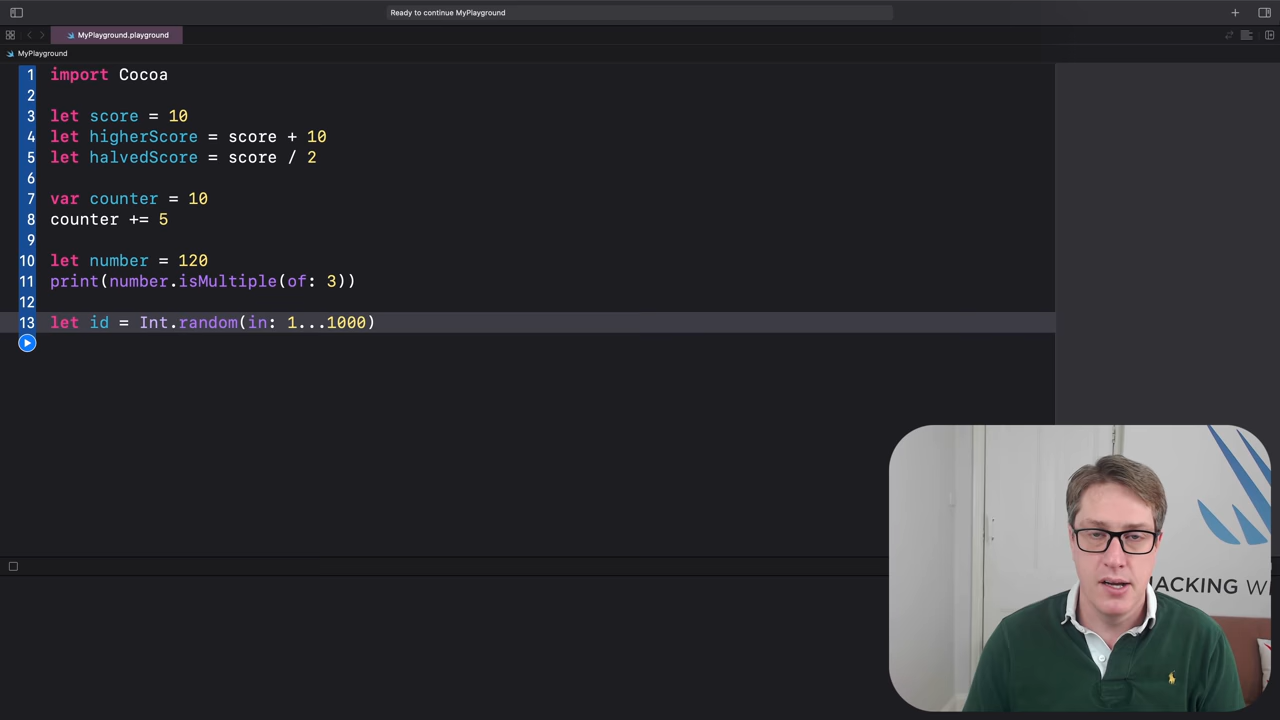 Ready to continue MyPlayground
MyPlayground.playground
MyPlayground
1 import Cocoa
2
3 let score = 10
4 let higherScore = score + 10
5 let halvedScore = score / 2
6
7 var counter = 10
8 counter += 5
9
10 let number = 120
11 print(number.isMultiple(of: 3))
12
13 let id = Int.random(in: 1...1000)
HACKING